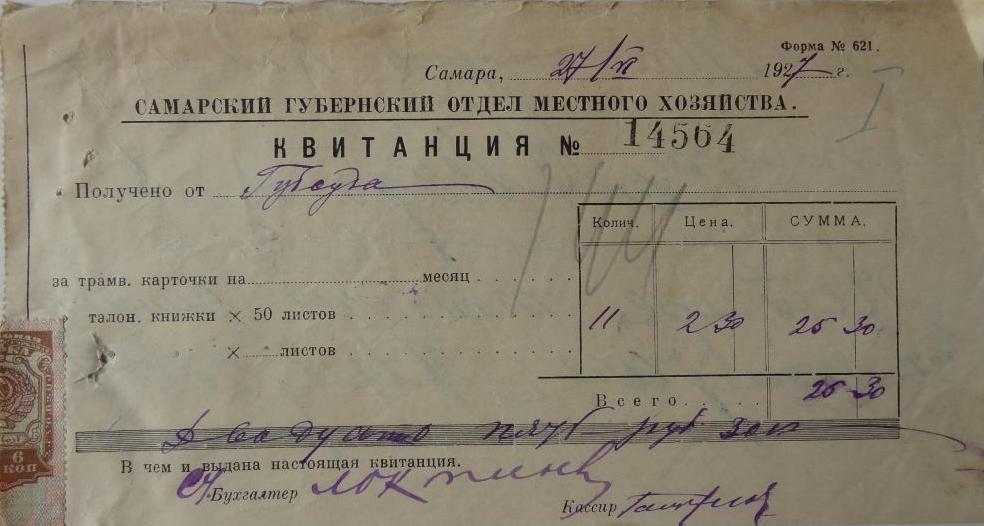 Форма № 621.
Самара, 27/VI 1927 г.
I
САМАРСКИЙ ГУБЕРНСКИЙ ОТДЕЛ МЕСТНОГО ХОЗЯЙСТВА.
КВИТАНЦИЯ № 14564
Получено от Губсуда
Колич. Цена. СУММА.
за трамв. карточки на месяц
талон. книжки × 50 листов 11 2 30 25 30
× листов
Всего 25 30
Двадцать пять руб 30 к
В чем и выдана настоящая квитанция.
Ст. Бухгалтер
Кассир
6
КОП